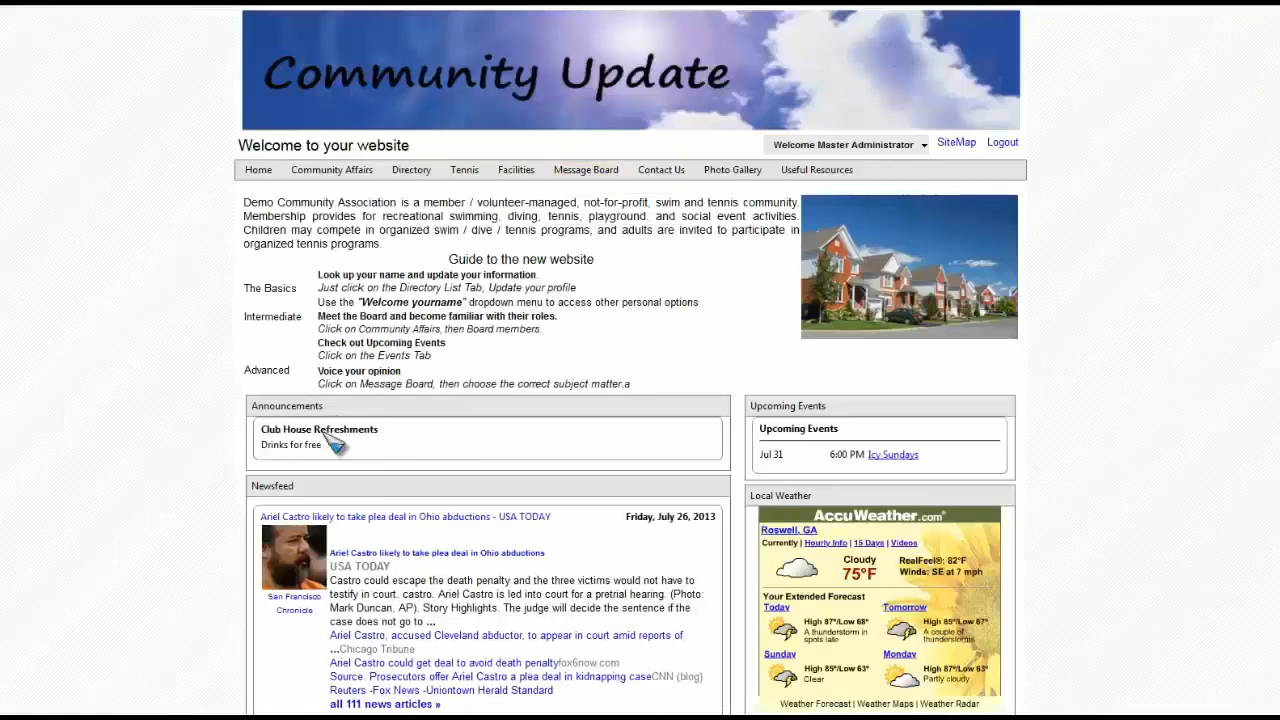 Community Update
Welcome to your website
Welcome Master Administrator
SiteMap
Logout
Home
Community Affairs
Directory
Tennis
Facilities
Message Board
Contact Us
Photo Gallery
Useful Resources
Demo Community Association is a member / volunteer-managed, not-for-profit, swim and tennis community.
Membership provides for recreational swimming, diving, tennis, playground, and social event activities.
Children may compete in organized swim / dive / tennis programs, and adults are invited to participate in
organized tennis programs.
Guide to the new website
The Basics
Look up your name and update your information.
Just click on the Directory List Tab, Update your profile
Use the "Welcome yourname" dropdown menu to access other personal options
Intermediate
Meet the Board and become familiar with their roles.
Click on Community Affairs, then Board members.
Check out Upcoming Events
Click on the Events Tab
Advanced
Voice your opinion
Click on Message Board, then choose the correct subject matter.a
Announcements
Club House Refreshments
Drinks for free
Upcoming Events
Upcoming Events
Jul 31 6:00 PM Icy Sundays
Newsfeed
Ariel Castro likely to take plea deal in Ohio abductions - USA TODAY
Friday, July 26, 2013
San Francisco
Chronicle
Ariel Castro likely to take plea deal in Ohio abductions
USA TODAY
Castro could escape the death penalty and the three victims would not have to
testify in court. castro. Ariel Castro is led into court for a pretrial hearing. (Photo:
Mark Duncan, AP). Story Highlights. The judge will decide the sentence if the
case does not go to ...
Ariel Castro, accused Cleveland abductor, to appear in court amid reports of
...Chicago Tribune
Ariel Castro could get deal to avoid death penaltyfox6now.com
Source: Prosecutors offer Ariel Castro a plea deal in kidnapping caseCNN (blog)
Reuters -Fox News -Uniontown Herald Standard
all 111 news articles »
Local Weather
AccuWeather.com®
Roswell, GA
Currently | Hourly Info | 15 Days | Videos
Cloudy
75°F
RealFeel®: 82°F
Winds: SE at 7 mph
Your Extended Forecast
Today
High 87°/Low 68°
A thunderstorm in
spots late
Tomorrow
High 85°/Low 67°
A couple of
thunderstorms
Sunday
High 85°/Low 63°
Clear
Monday
High 87°/Low 63°
Partly cloudy
Weather Forecast | Weather Maps | Weather Radar